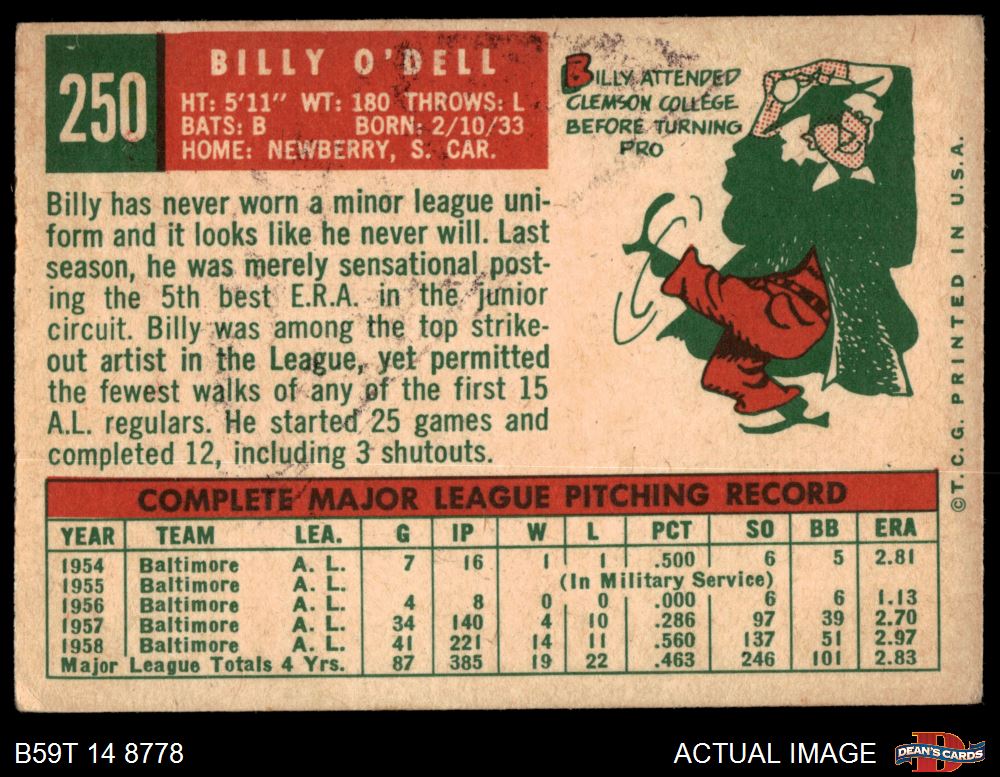 250
BILLY O'DELL
HT: 5'11" WT: 180 THROWS: L
BATS: B BORN: 2/10/33
HOME: NEWBERRY, S. CAR.
BILLY ATTENDED
CLEMSON COLLEGE
BEFORE TURNING
PRO
Billy has never worn a minor league uni-
form and it looks like he never will. Last
season, he was merely sensational post-
ing the 5th best E.R.A. in the junior
circuit. Billy was among the top strike-
out artist in the League, yet permitted
the fewest walks of any of the first 15
A.L. regulars. He started 25 games and
completed 12, including 3 shutouts.
©T.C.G. PRINTED IN U.S.A.
COMPLETE MAJOR LEAGUE PITCHING RECORD
YEAR TEAM LEA. G IP W L PCT SO BB ERA
1954 Baltimore A. L. 7 16 1 1 .500 6 5 2.81
1955 Baltimore A. L. (In Military Service)
1956 Baltimore A. L. 4 8 0 0 .000 6 6 1.13
1957 Baltimore A. L. 34 140 4 10 .286 97 39 2.70
1958 Baltimore A. L. 41 221 14 11 .560 137 51 2.97
Major League Totals 4 Yrs. 87 385 19 22 .463 246 101 2.83
B59T 14 8778
ACTUAL IMAGE
D
DEAN'S CARDS